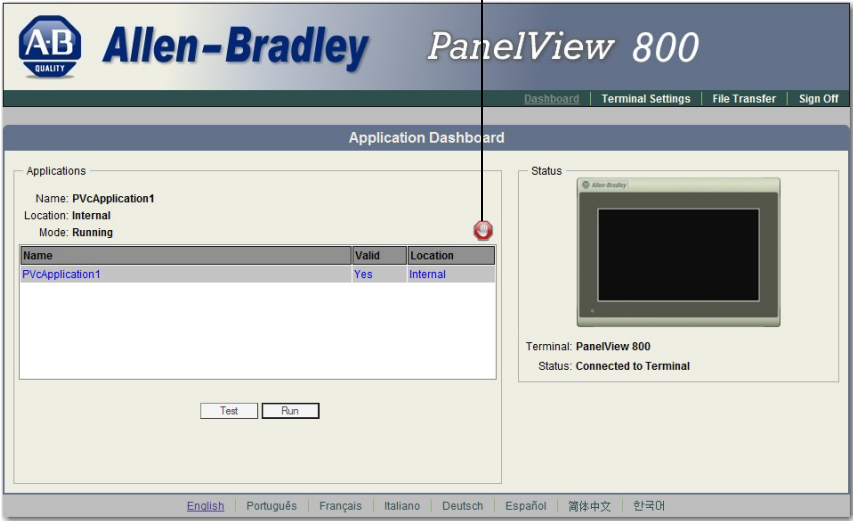 A·B
QUALITY
Allen-Bradley PanelView 800
Dashboard Terminal Settings File Transfer Sign Off
Application Dashboard
Applications
Name: PVcApplication1
Location: Internal
Mode: Running
Name Valid Location
PVcApplication1 Yes Internal
Test Run
Status
Allen-Bradley
Terminal: PanelView 800
Status: Connected to Terminal
English Português Français Italiano Deutsch Español 简体中文 한국어